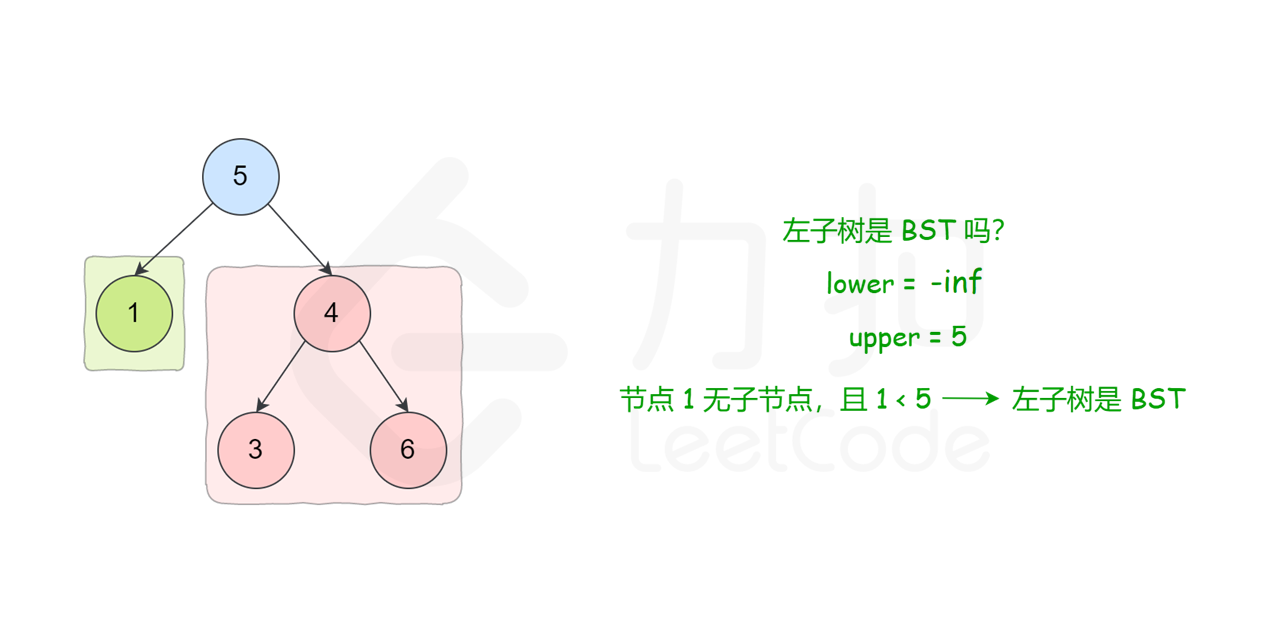 5
1
4
3
6
左子树是 BST 吗？
lower = -inf
upper = 5
节点 1 无子节点，且 1 < 5 → 左子树是 BST
力扣
LeetCode